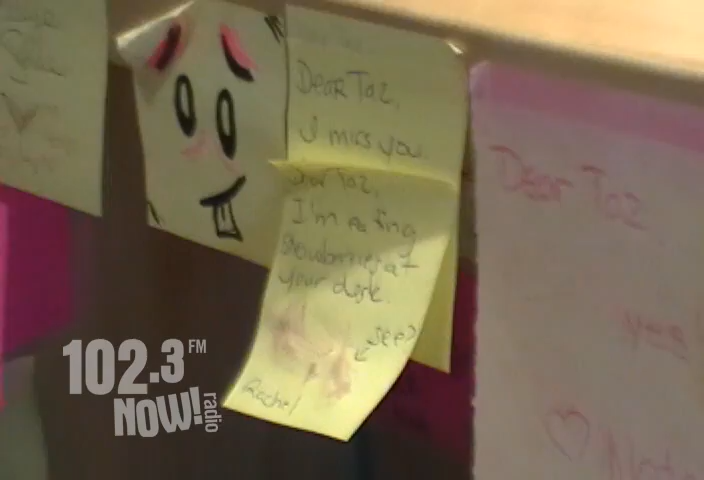 Dear Taz,
I miss you
Dear Taz,
I'm eating
strawberries at
your desk.
see?
Rachel
Dear Taz
you
102.3 FM
NOW! radio